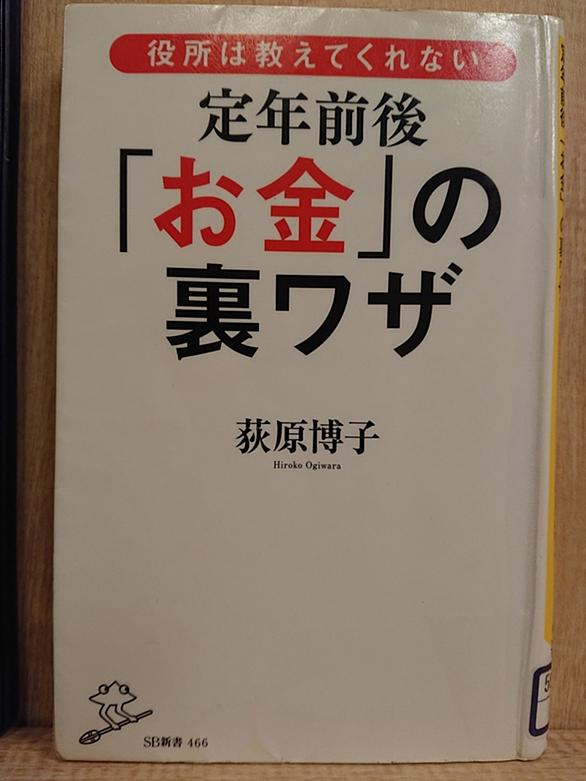 役所は教えてくれない
定年前後
「お金」の
裏ワザ
荻原博子
Hiroko Ogiwara
SB新書 466